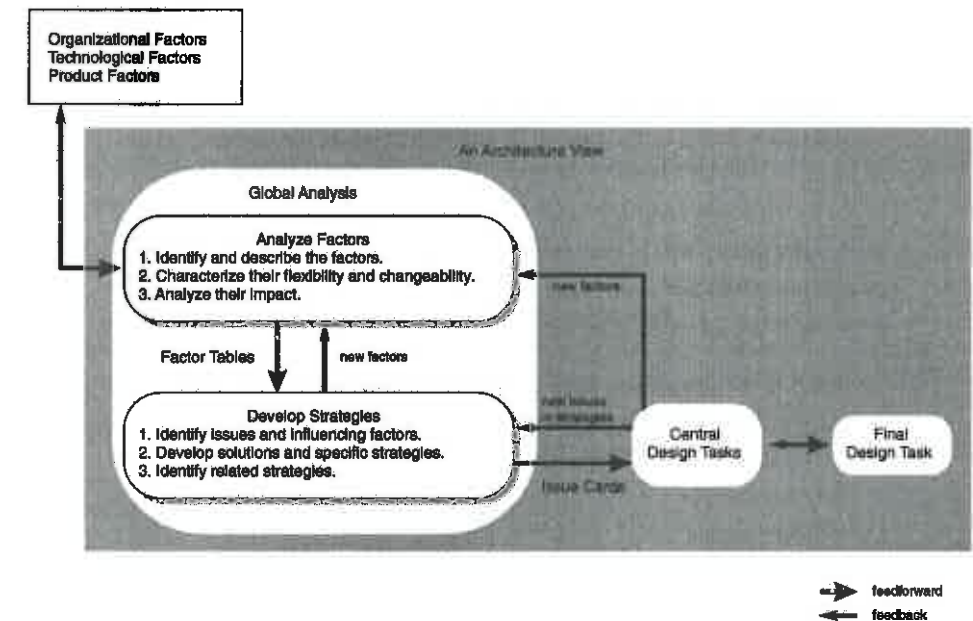 Organizational Factors
Technological Factors
Product Factors
An Architecture View
Global Analysis
Analyze Factors
1. Identify and describe the factors.
2. Characterize their flexibility and changeability.
3. Analyze their impact.
new factors
Factor Tables
new factors
Develop Strategies
1. Identify issues and influencing factors.
2. Develop solutions and specific strategies.
3. Identify related strategies.
new issues
or strategies
Issue Cards
Central
Design Tasks
Final
Design Task
feedforward
feedback